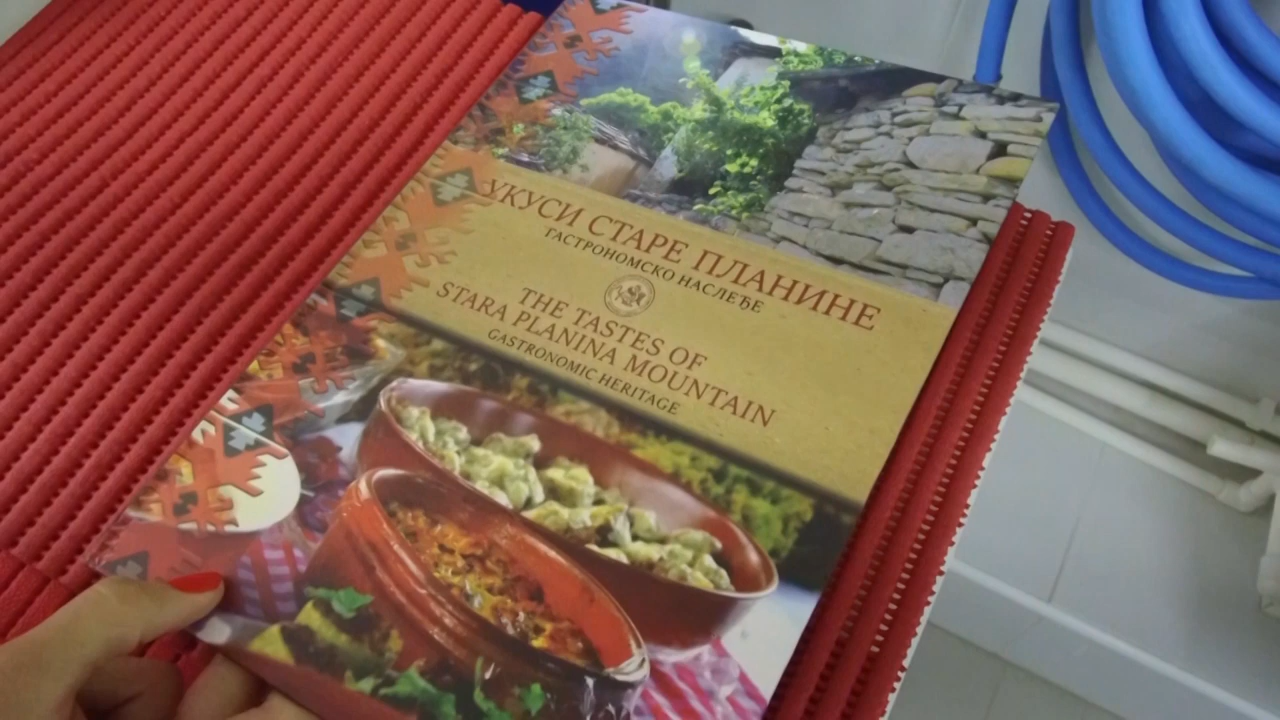 УКУСИ СТАРЕ ПЛАНИНЕ
ГАСТРОНОМСКО НАСЛЕЂЕ
THE TASTES OF
STARA PLANINA MOUNTAIN
GASTRONOMIC HERITAGE